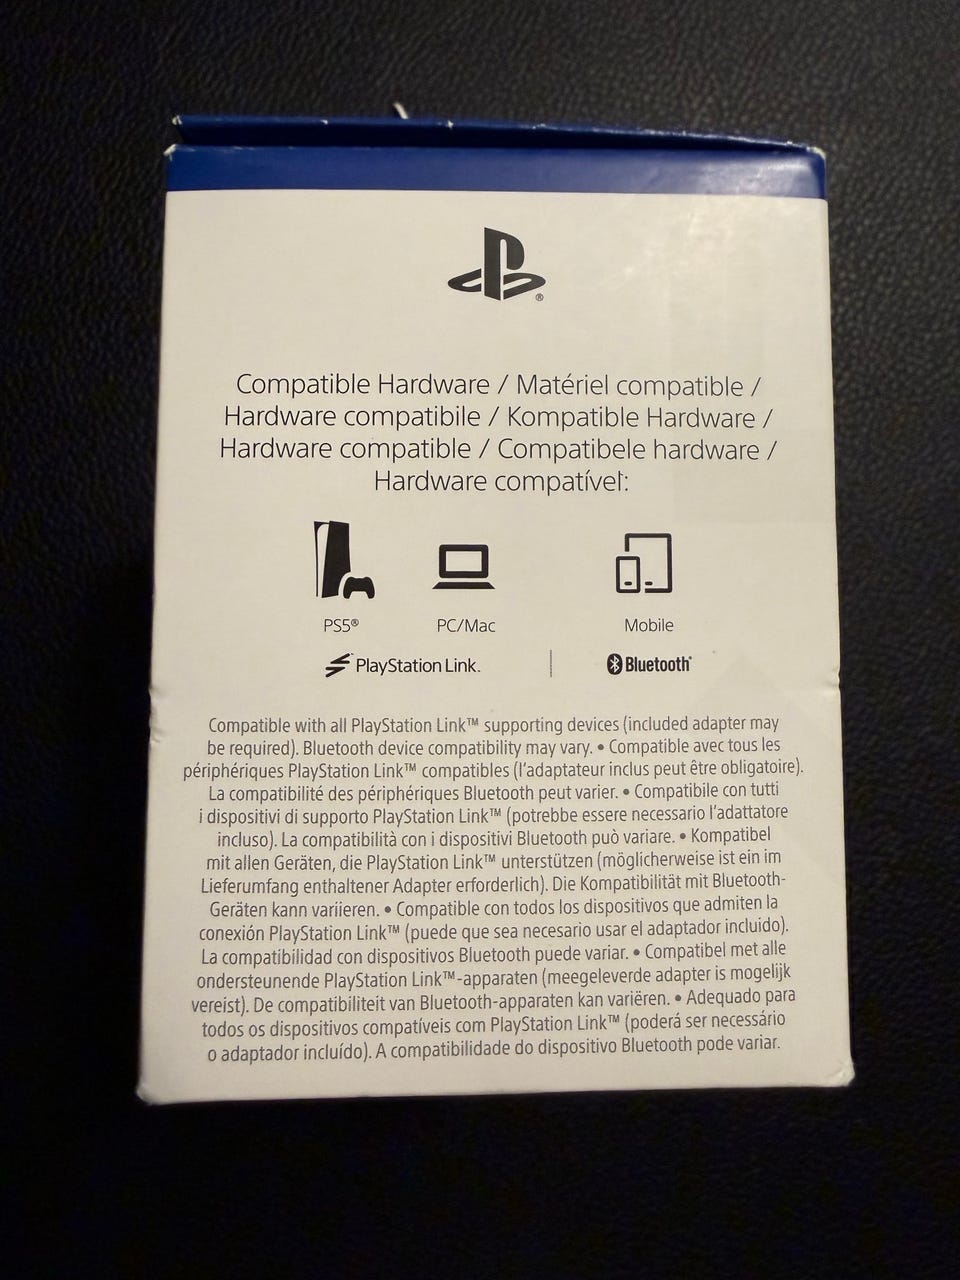 Compatible Hardware / Matériel compatible /
Hardware compatibile / Kompatible Hardware /
Hardware compatible / Compatibele hardware /
Hardware compatível:
PS5® PC/Mac Mobile
PlayStation Link™ | Bluetooth®
Compatible with all PlayStation Link™ supporting devices (included adapter may
be required). Bluetooth device compatibility may vary. • Compatible avec tous les
périphériques PlayStation Link™ compatibles (l'adaptateur inclus peut être obligatoire).
La compatibilité des périphériques Bluetooth peut varier. • Compatibile con tutti
i dispositivi di supporto PlayStation Link™ (potrebbe essere necessario l'adattatore
incluso). La compatibilità con i dispositivi Bluetooth può variare. • Kompatibel
mit allen Geräten, die PlayStation Link™ unterstützen (möglicherweise ist ein im
Lieferumfang enthaltener Adapter erforderlich). Die Kompatibilität mit Bluetooth-
Geräten kann variieren. • Compatible con todos los dispositivos que admiten la
conexión PlayStation Link™ (puede que sea necesario usar el adaptador incluido).
La compatibilidad con dispositivos Bluetooth puede variar. • Compatibel met alle
ondersteunende PlayStation Link™-apparaten (meegeleverde adapter is mogelijk
vereist). De compatibiliteit van Bluetooth-apparaten kan variëren. • Adequado para
todos os dispositivos compatíveis com PlayStation Link™ (poderá ser necessário
o adaptador incluído). A compatibilidade do dispositivo Bluetooth pode variar.